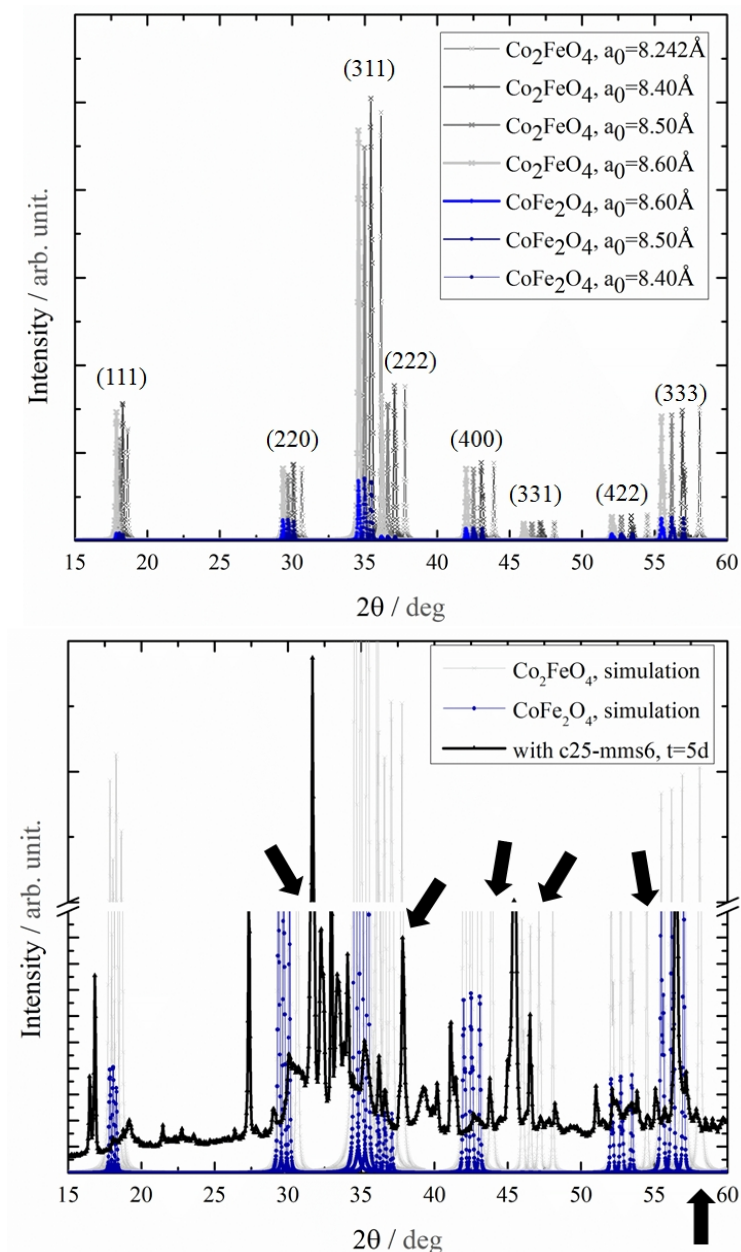 Co₂FeO₄, a₀=8.242Å
Co₂FeO₄, a₀=8.40Å
Co₂FeO₄, a₀=8.50Å
Co₂FeO₄, a₀=8.60Å
CoFe₂O₄, a₀=8.60Å
CoFe₂O₄, a₀=8.50Å
CoFe₂O₄, a₀=8.40Å
(311)
(222)
(111)
(333)
(220)
(400)
(331)
(422)
Intensity / arb. unit.
15 20 25 30 35 40 45 50 55 60
2θ / deg
Co₂FeO₄, simulation
CoFe₂O₄, simulation
with c25-mms6, t=5d
Intensity / arb. unit.
15 20 25 30 35 40 45 50 55 60
2θ / deg